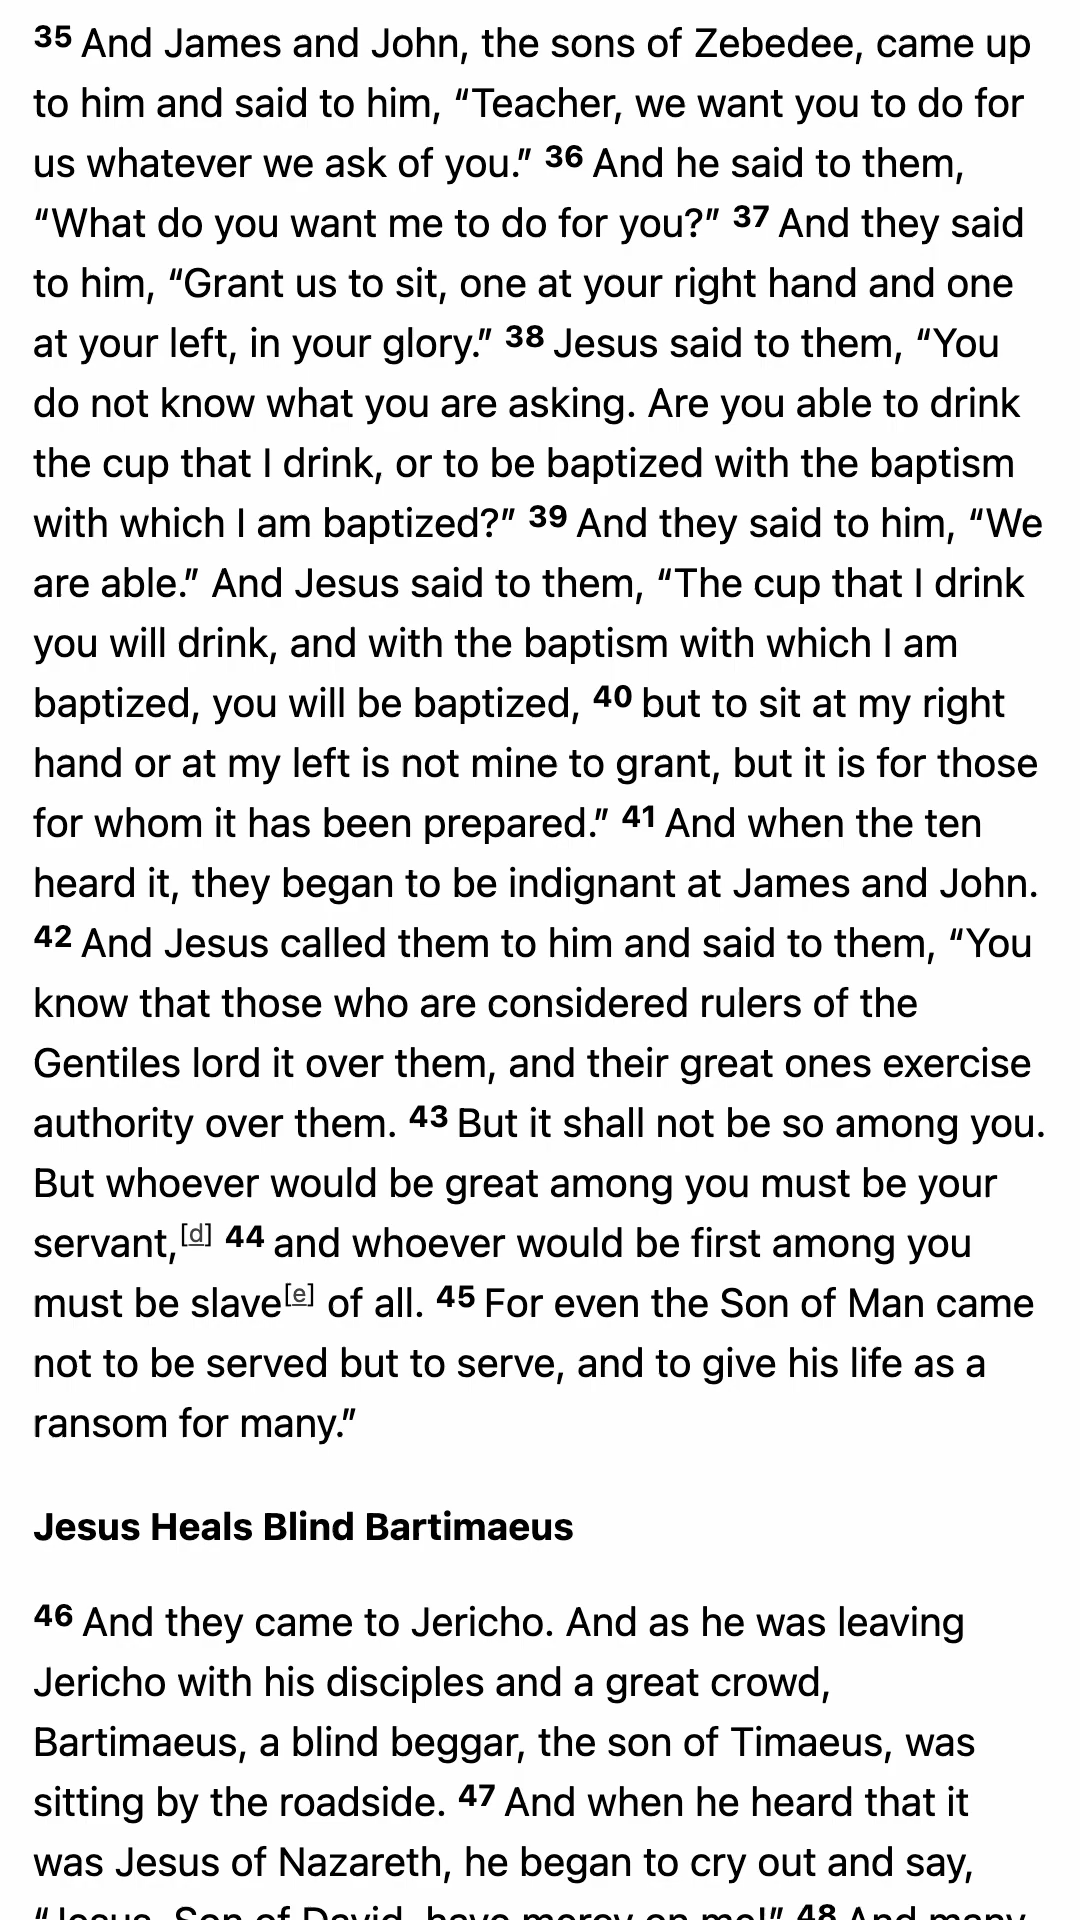 35 And James and John, the sons of Zebedee, came up
to him and said to him, “Teacher, we want you to do for
us whatever we ask of you.” 36 And he said to them,
“What do you want me to do for you?” 37 And they said
to him, “Grant us to sit, one at your right hand and one
at your left, in your glory.” 38 Jesus said to them, “You
do not know what you are asking. Are you able to drink
the cup that I drink, or to be baptized with the baptism
with which I am baptized?” 39 And they said to him, “We
are able.” And Jesus said to them, “The cup that I drink
you will drink, and with the baptism with which I am
baptized, you will be baptized, 40 but to sit at my right
hand or at my left is not mine to grant, but it is for those
for whom it has been prepared.” 41 And when the ten
heard it, they began to be indignant at James and John.
42 And Jesus called them to him and said to them, “You
know that those who are considered rulers of the
Gentiles lord it over them, and their great ones exercise
authority over them. 43 But it shall not be so among you.
But whoever would be great among you must be your
servant,[d] 44 and whoever would be first among you
must be slave[e] of all. 45 For even the Son of Man came
not to be served but to serve, and to give his life as a
ransom for many.”
Jesus Heals Blind Bartimaeus
46 And they came to Jericho. And as he was leaving
Jericho with his disciples and a great crowd,
Bartimaeus, a blind beggar, the son of Timaeus, was
sitting by the roadside. 47 And when he heard that it
was Jesus of Nazareth, he began to cry out and say,
“Jesus, Son of David, have mercy on me!” 48 And many